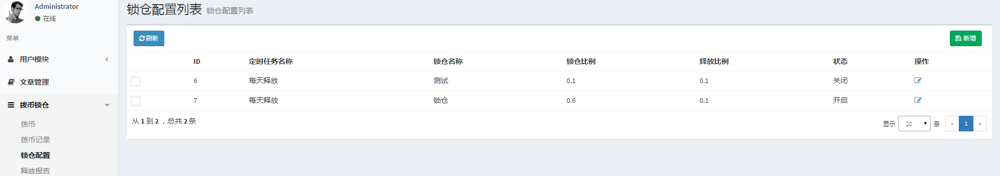 Administrator
在线
菜单
用户模块
文章管理
拨币锁仓
拨币
拨币记录
锁仓配置
释放报告
锁仓配置列表 锁仓配置列表
刷新 新增
ID 定时任务名称 锁仓名称 锁仓比例 释放比例 状态 操作
6 每天释放 测试 0.1 0.1 关闭
7 每天释放 锁仓 0.6 0.1 开启
从 1 到 2 ，总共 2 条
显示 20 条 « 1 »